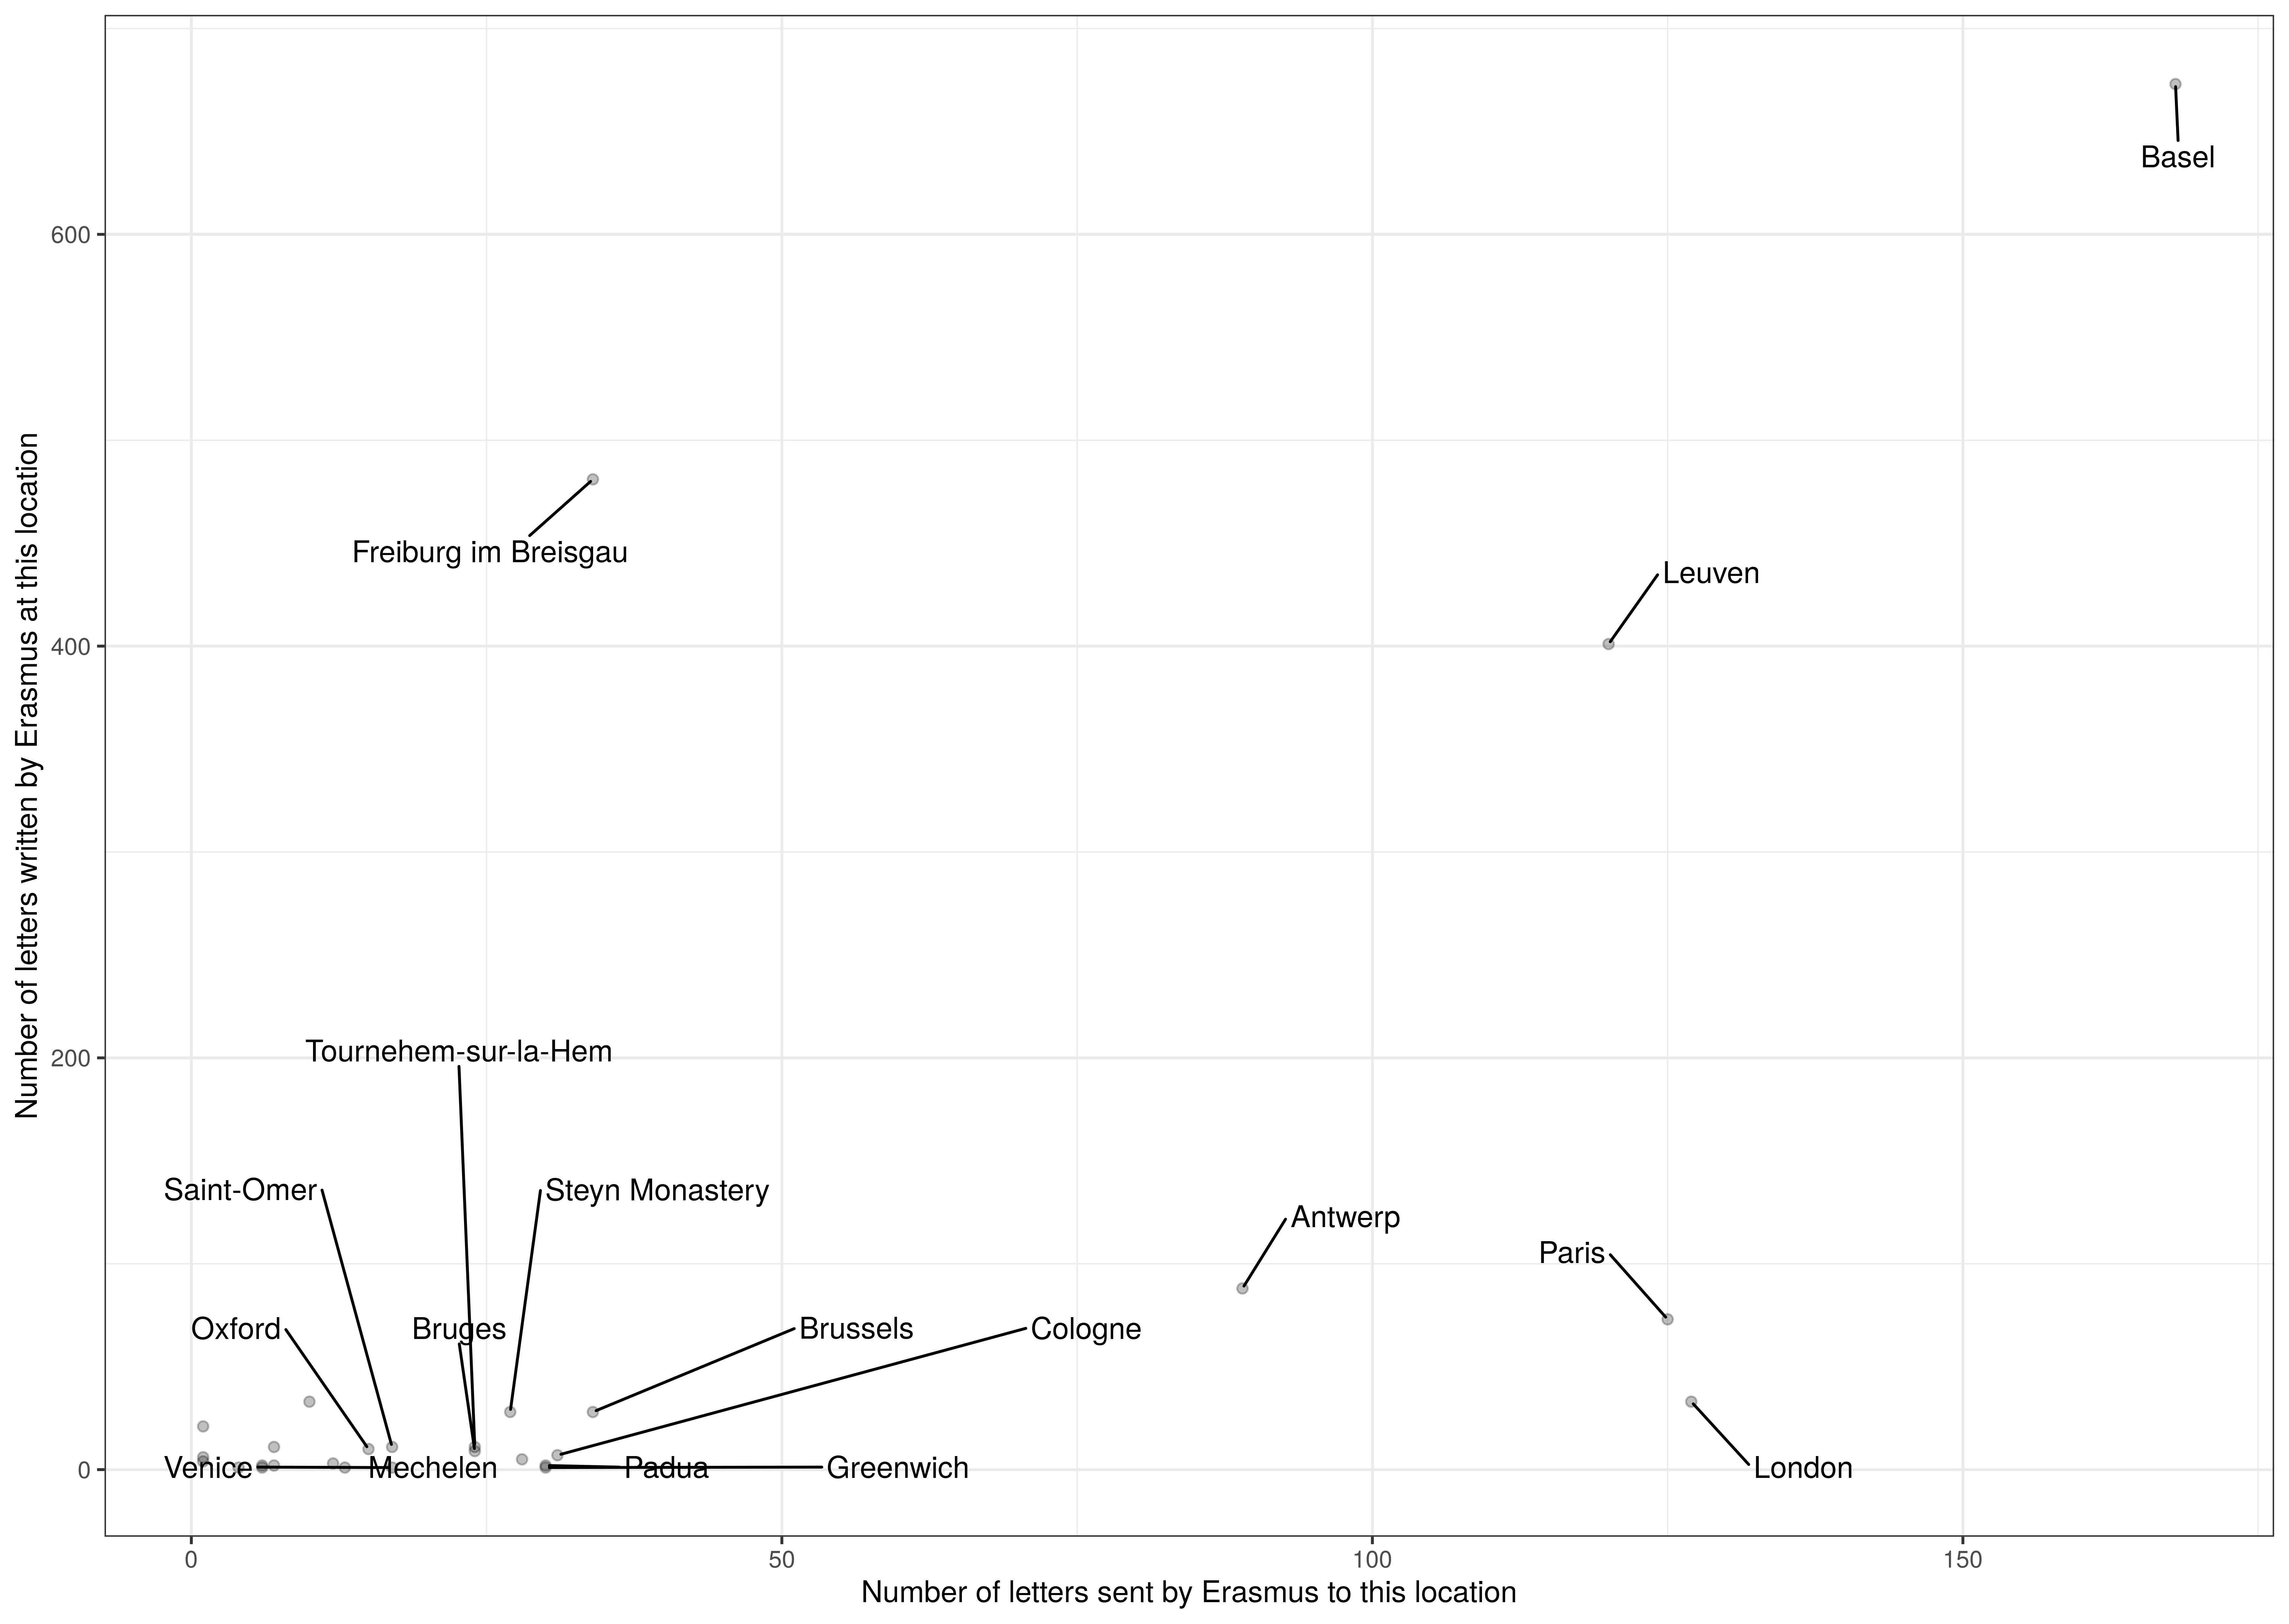 Basel
600
Freiburg im Breisgau
Leuven
400
Number of letters written by Erasmus at this location
Tournehem-sur-la-Hem
200
Saint-Omer
Steyn Monastery
Antwerp
Paris
Oxford
Bruges
Brussels
Cologne
Venice
Mechelen
Padua
Greenwich
London
0
0
50
100
150
Number of letters sent by Erasmus to this location